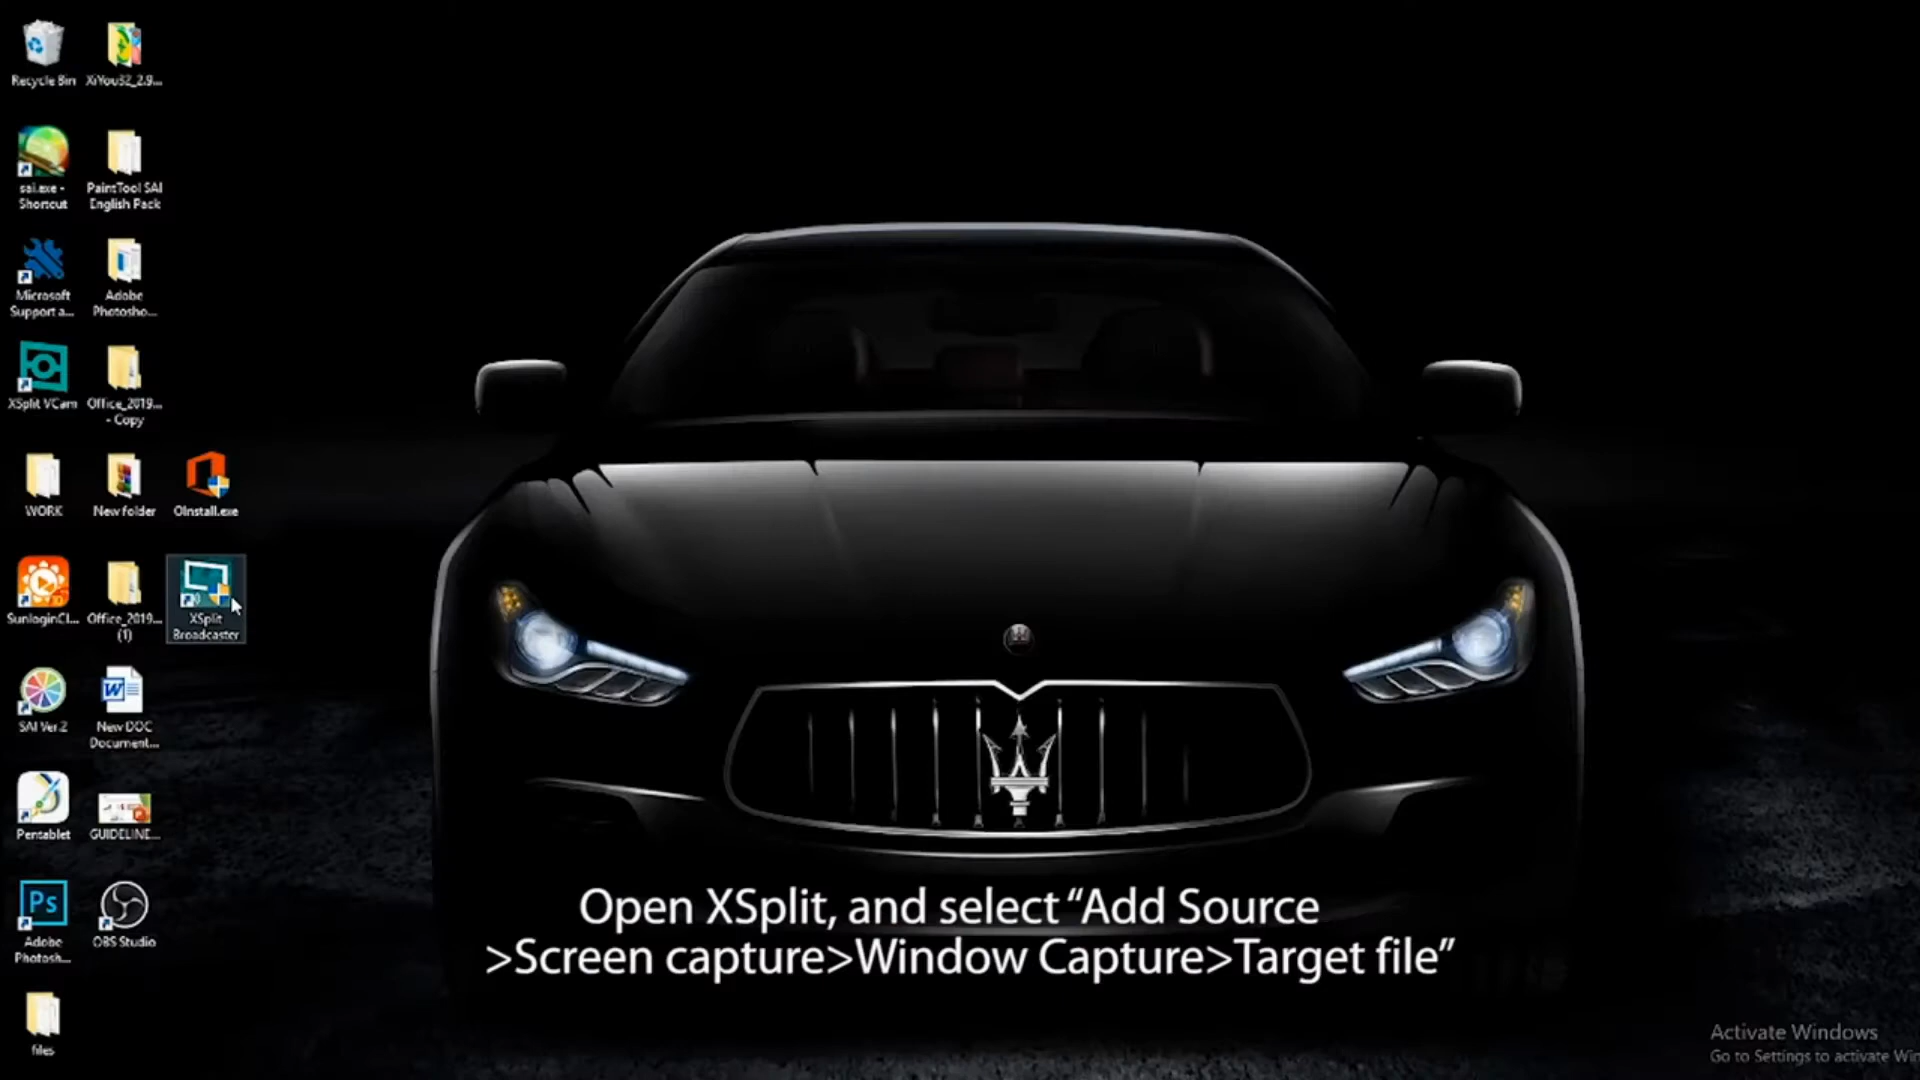 Recycle Bin
XiYou32_2.9...
sai.exe -
Shortcut
PaintTool SAI
English Pack
Microsoft
Support a...
Adobe
Photosho...
XSplit VCam
Office_2019...
- Copy
WORK
New folder
OInstall.exe
SunloginCl...
Office_2019...
(1)
XSplit
Broadcaster
SAI Ver.2
New DOC
Document...
Pentablet
GUIDELINE...
Ps
Adobe
Photosh...
OBS Studio
files
Open XSplit, and select “Add Source
>Screen capture>Window Capture>Target file”
Activate Windows
Go to Settings to activate Win